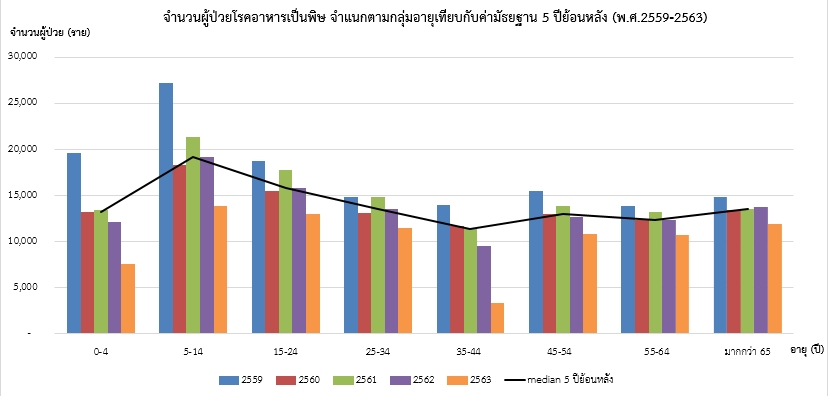 จำนวนผู้ป่วยโรคอาหารเป็นพิษ จำแนกตามกลุ่มอายุเทียบกับค่ามัธยฐาน 5 ปีย้อนหลัง (พ.ศ.2559-2563)
จำนวนผู้ป่วย (ราย)
30,000
25,000
20,000
15,000
10,000
5,000
-
0-4 5-14 15-24 25-34 35-44 45-54 55-64 มากกว่า 65 อายุ (ปี)
2559 2560 2561 2562 2563 median 5 ปีย้อนหลัง